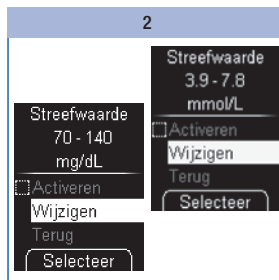 2
Streefwaarde
70 - 140
mg/dL
Activeren
Wijzigen
Terug
Selecteer
Streefwaarde
3.9 - 7.8
mmol/L
Activeren
Wijzigen
Terug
Selecteer